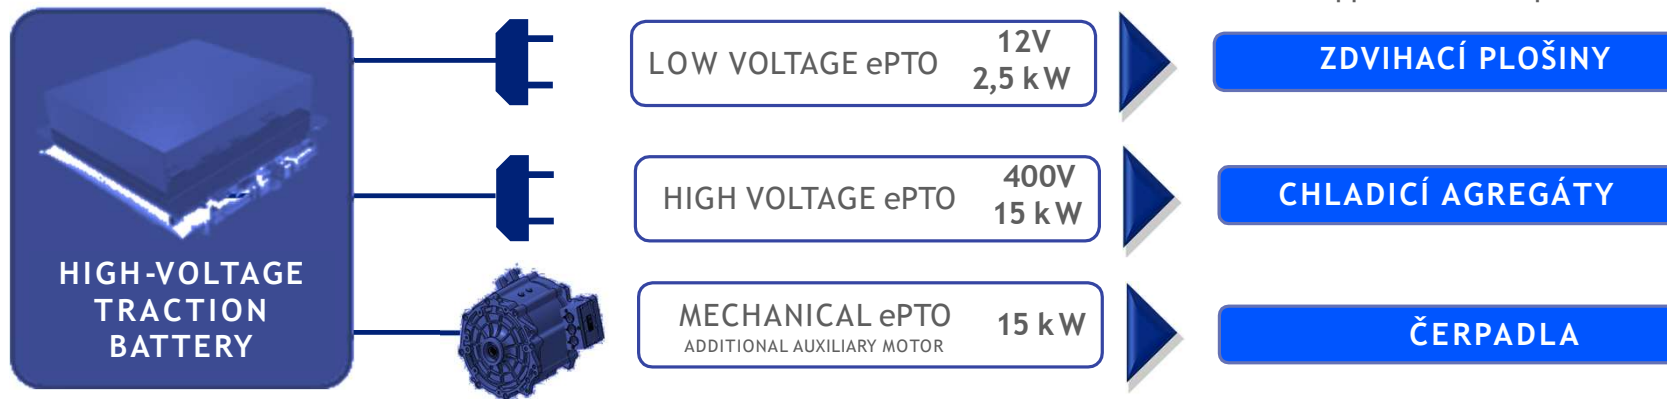 HIGH-VOLTAGE
TRACTION
BATTERY
LOW VOLTAGE ePTO
12V
2,5 kW
ZDVIHACÍ PLOŠINY
HIGH VOLTAGE ePTO
400V
15 kW
CHLADICÍ AGREGÁTY
MECHANICAL ePTO
ADDITIONAL AUXILIARY MOTOR
15 kW
ČERPADLA